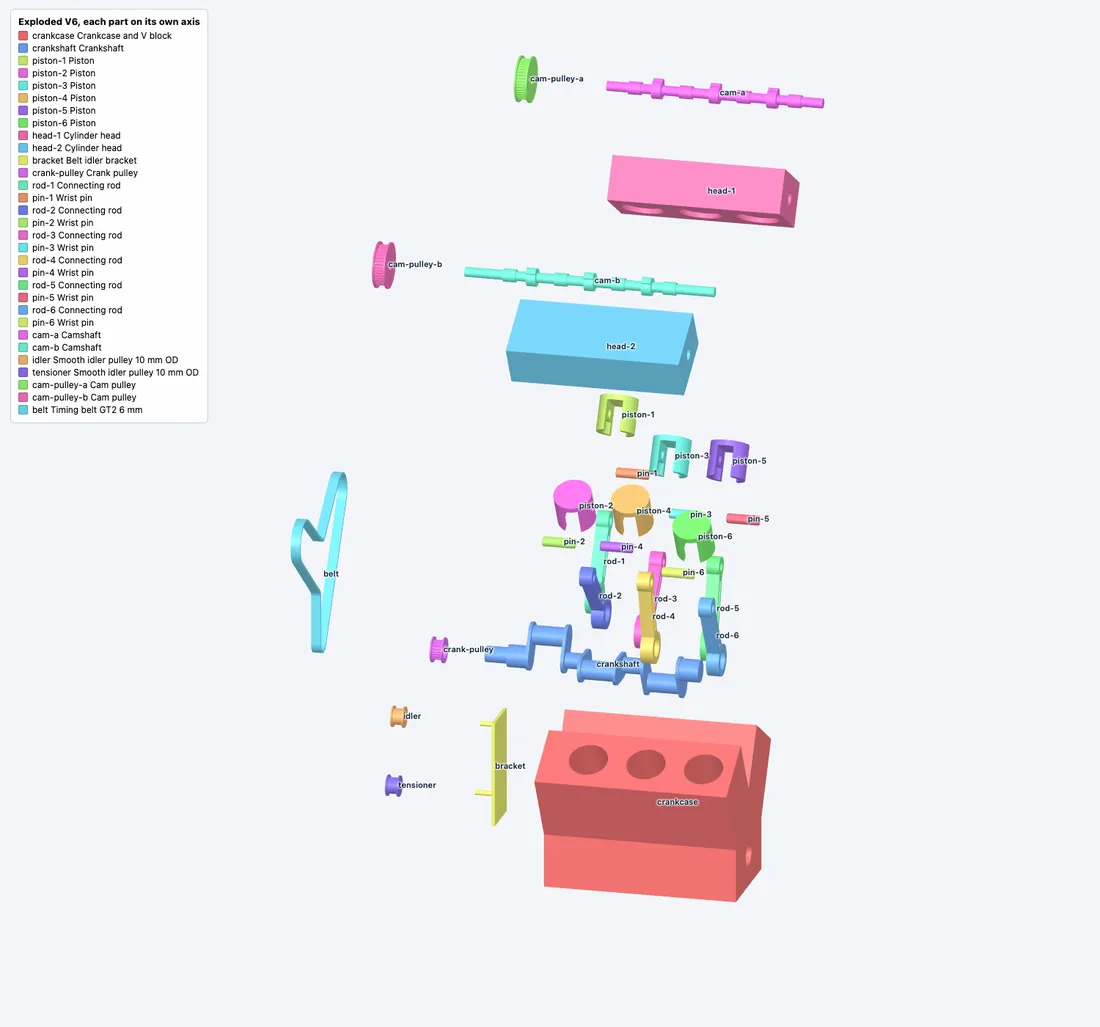 Exploded V6, each part on its own axis
crankcase Crankcase and V block
crankshaft Crankshaft
piston-1 Piston
piston-2 Piston
piston-3 Piston
piston-4 Piston
piston-5 Piston
piston-6 Piston
head-1 Cylinder head
head-2 Cylinder head
bracket Belt idler bracket
crank-pulley Crank pulley
rod-1 Connecting rod
pin-1 Wrist pin
rod-2 Connecting rod
pin-2 Wrist pin
rod-3 Connecting rod
pin-3 Wrist pin
rod-4 Connecting rod
pin-4 Wrist pin
rod-5 Connecting rod
pin-5 Wrist pin
rod-6 Connecting rod
pin-6 Wrist pin
cam-a Camshaft
cam-b Camshaft
idler Smooth idler pulley 10 mm OD
tensioner Smooth idler pulley 10 mm OD
cam-pulley-a Cam pulley
cam-pulley-b Cam pulley
belt Timing belt GT2 6 mm
cam-pulley-a
cam-a
head-1
cam-pulley-b
cam-b
head-2
piston-1
piston-3
piston-5
pin-1
piston-2
piston-4
pin-3
pin-5
piston-6
pin-2
pin-4
rod-1
pin-6
belt
rod-2
rod-3
rod-5
rod-4
rod-6
crank-pulley
crankshaft
idler
bracket
tensioner
crankcase